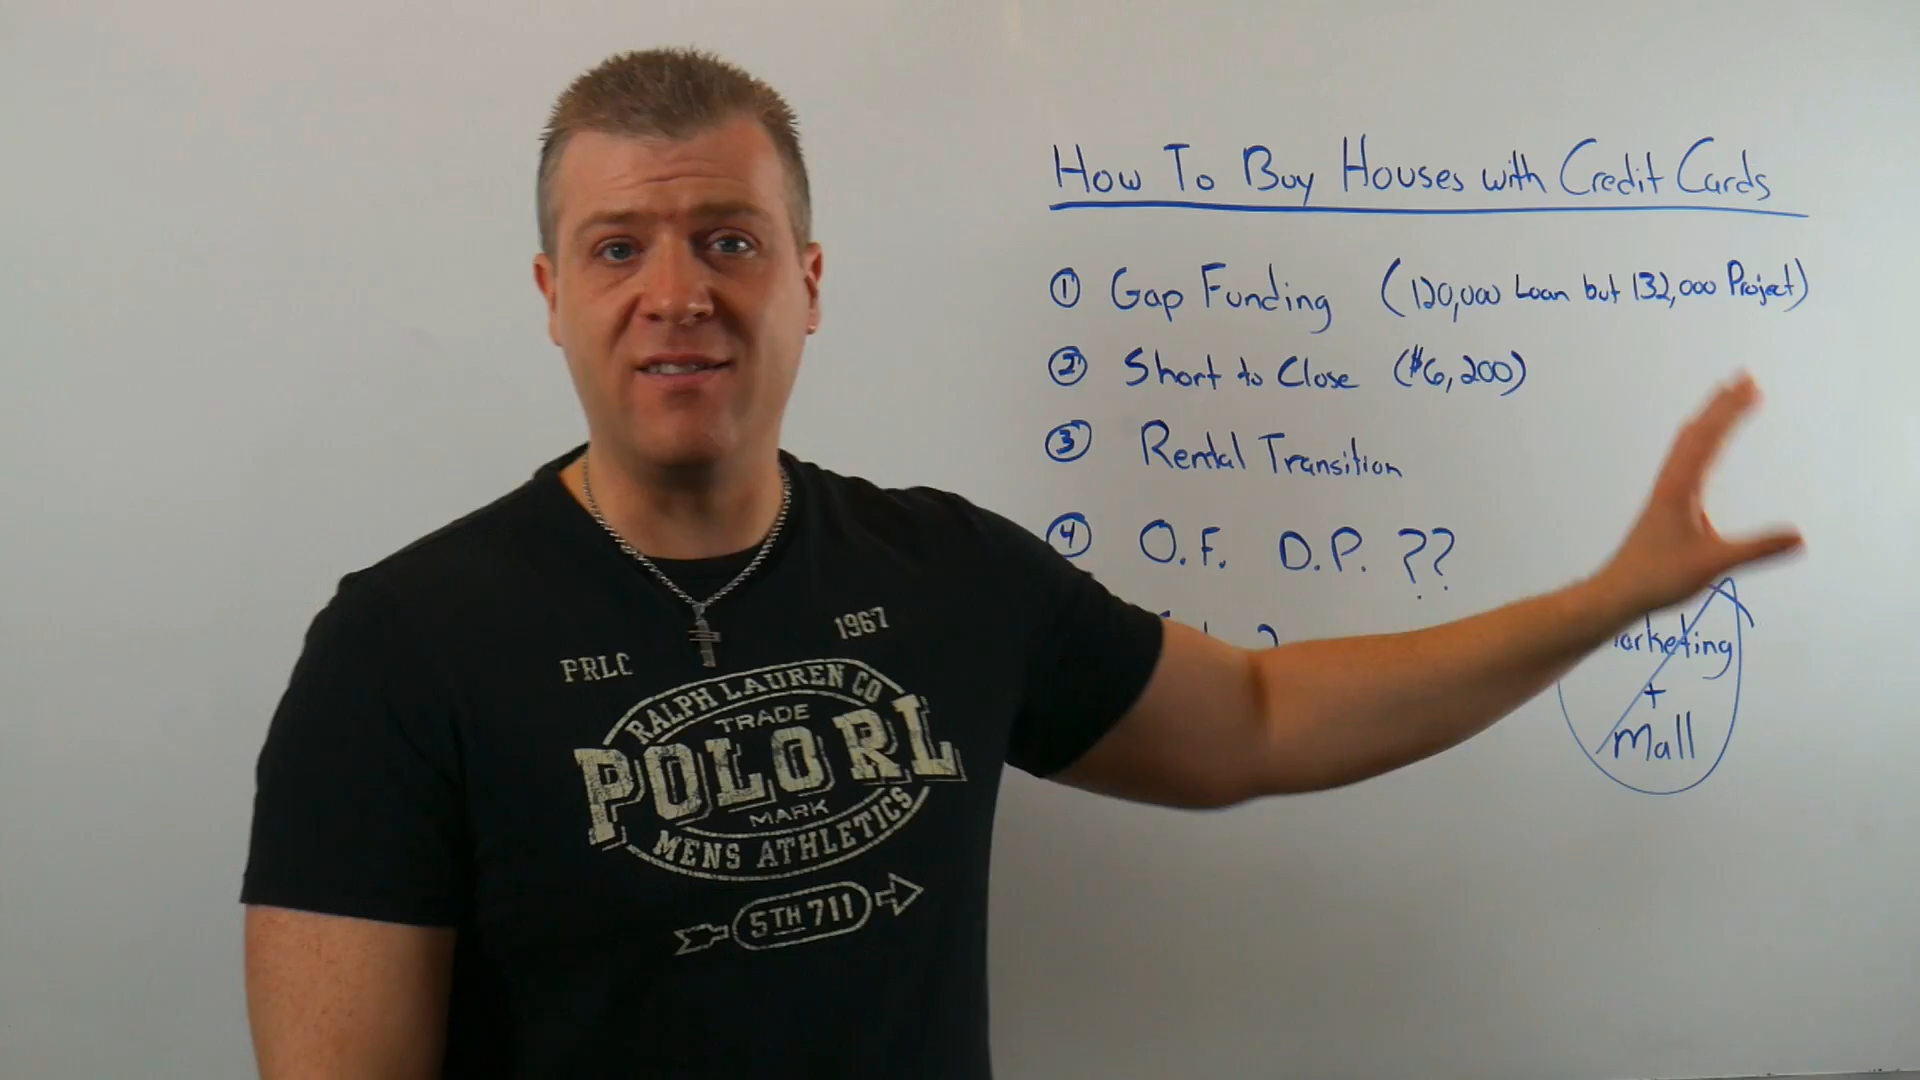 How To Buy Houses with Credit Cards
① Gap Funding (120,000 Loan but 132,000 Project)
② Short to Close ($6,200)
③ Rental Transition
④ O.F. D.P. ??
+
Mall
PRLC 1967
RALPH LAUREN CO
TRADE
POLO RL
MARK
MENS ATHLETICS
5TH 711